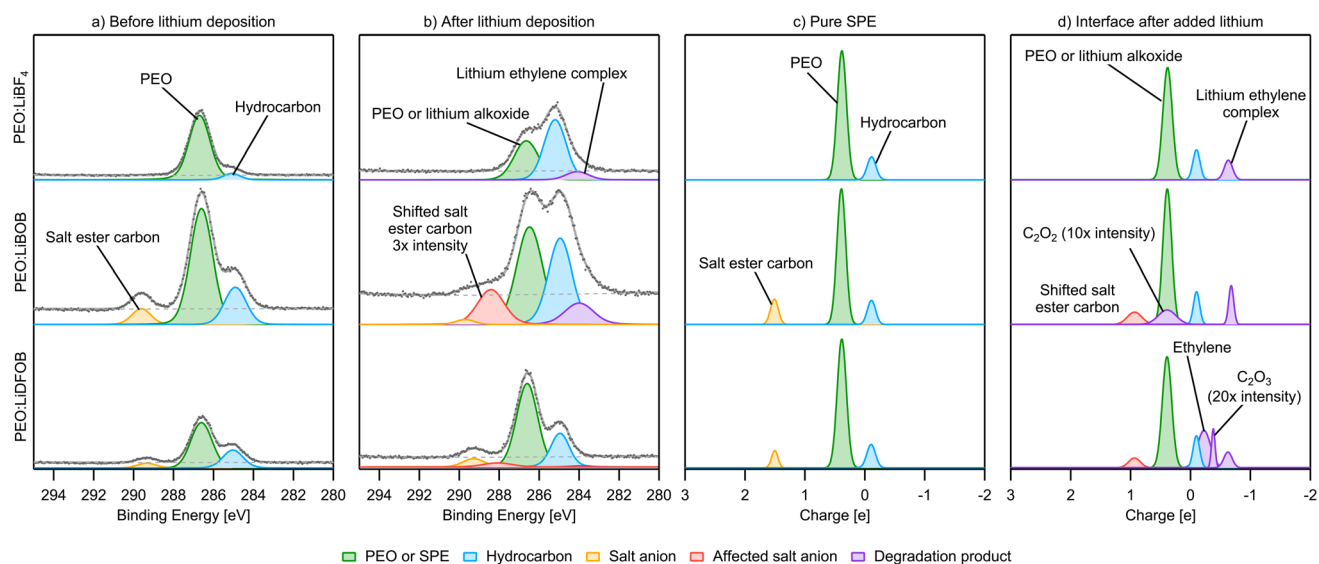 a) Before lithium deposition
b) After lithium deposition
c) Pure SPE
d) Interface after added lithium
PEO:LiBF4
PEO
Hydrocarbon
Lithium ethylene complex
PEO or lithium alkoxide
PEO
Hydrocarbon
PEO or lithium alkoxide
Lithium ethylene
complex
PEO:LiBOB
Salt ester carbon
Shifted salt
ester carbon
3x intensity
Salt ester carbon
C2O2 (10x intensity)
Shifted salt
ester carbon
PEO:LiDFOB
Ethylene
C2O3
(20x intensity)
294 292 290 288 286 284 282 280
Binding Energy [eV]
294 292 290 288 286 284 282 280
Binding Energy [eV]
3 2 1 0 -1 -2
Charge [e]
3 2 1 0 -1 -2
Charge [e]
PEO or SPE
Hydrocarbon
Salt anion
Affected salt anion
Degradation product